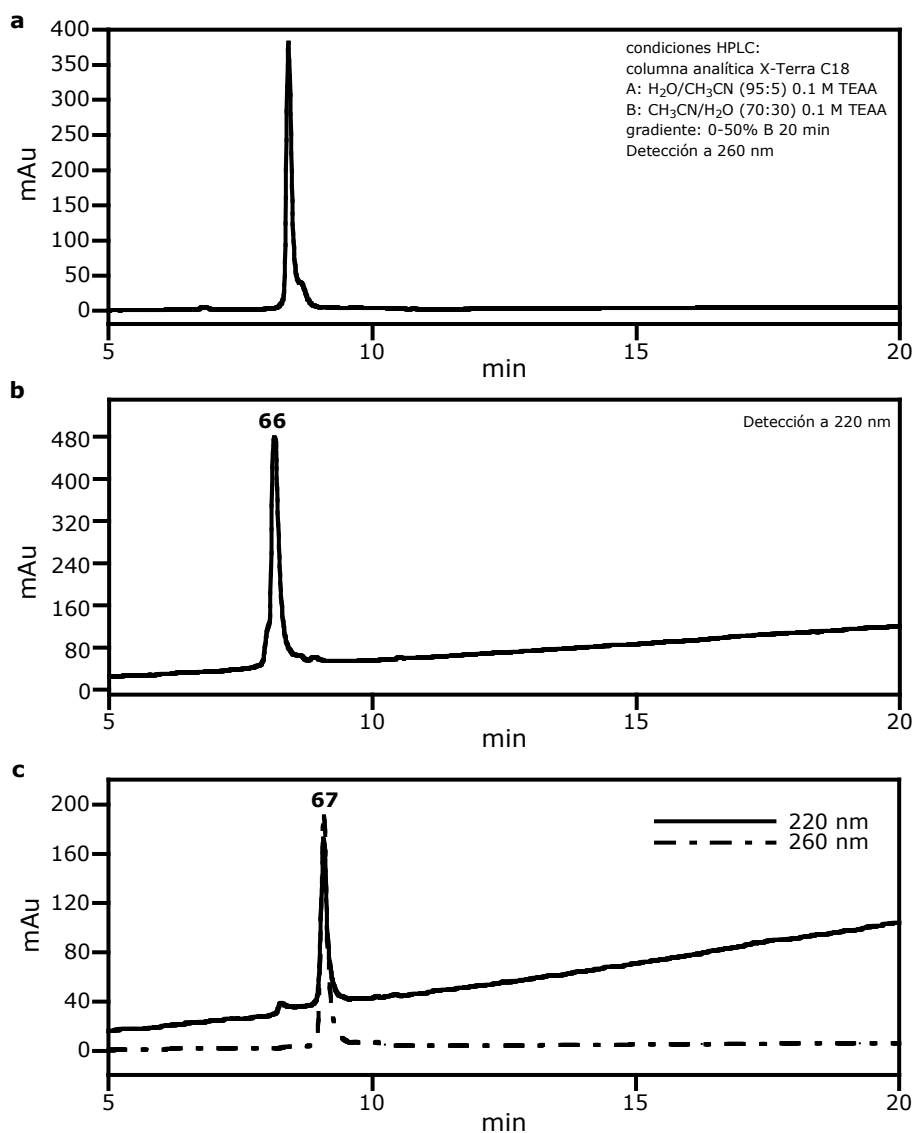 a
400
350
300
250
200
150
100
50
0
mAu
condiciones HPLC:
columna analítica X-Terra C18
A: H₂O/CH₃CN (95:5) 0.1 M TEAA
B: CH₃CN/H₂O (70:30) 0.1 M TEAA
gradiente: 0-50% B 20 min
Detección a 260 nm
5 10 15 20
min
b
66
Detección a 220 nm
480
400
320
240
160
80
0
mAu
5 10 15 20
min
c
67
220 nm
260 nm
200
160
120
80
40
0
mAu
5 10 15 20
min